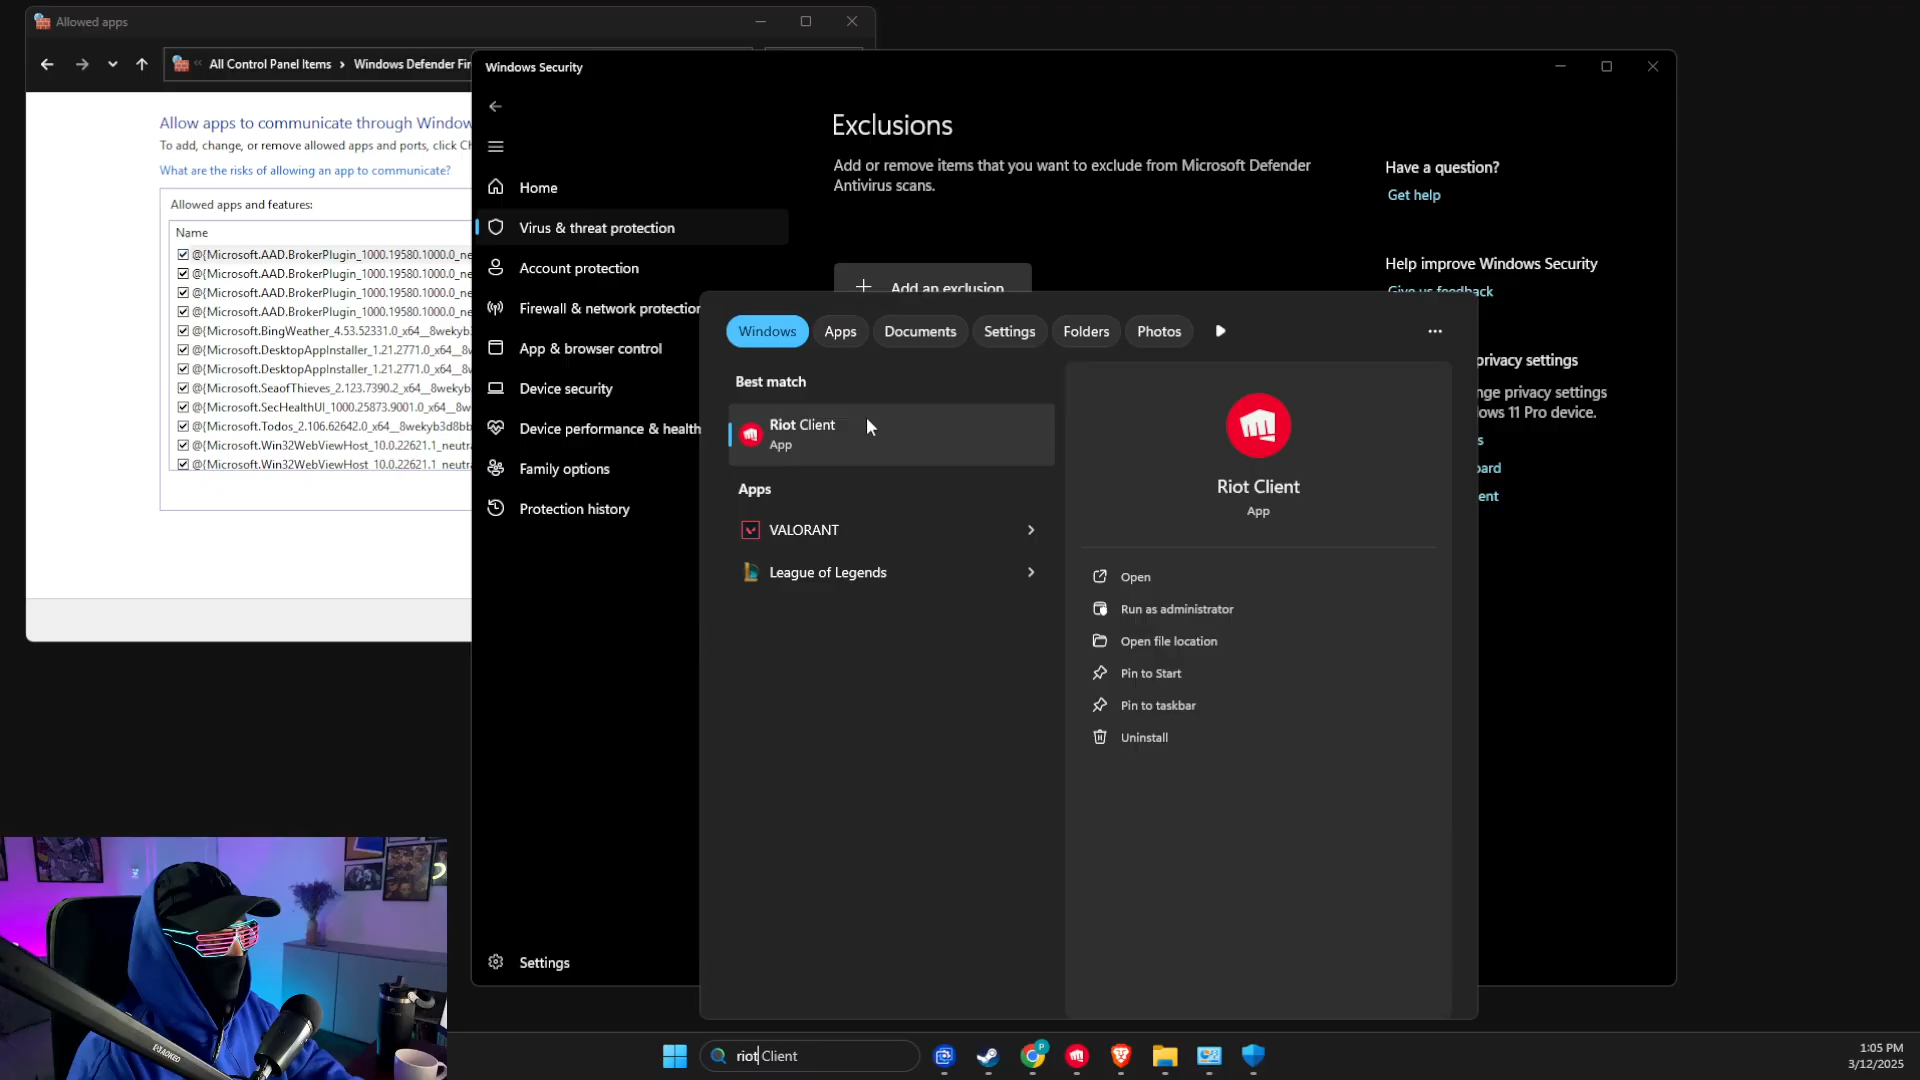 Allowed apps
All Control Panel Items
Windows Defender Fir
Allow apps to communicate through Window
To add, change, or remove allowed apps and ports, click Ch
What are the risks of allowing an app to communicate?
Allowed apps and features:
Name
@{Microsoft.AAD.BrokerPlugin_1000.19580.1000.0_ne
@{Microsoft.AAD.BrokerPlugin_1000.19580.1000.0_ne
@{Microsoft.AAD.BrokerPlugin_1000.19580.1000.0_ne
@{Microsoft.AAD.BrokerPlugin_1000.19580.1000.0_ne
@{Microsoft.BingWeather_4.53.52331.0_x64__8wekyb3
@{Microsoft.DesktopAppInstaller_1.21.2771.0_x64__8
@{Microsoft.DesktopAppInstaller_1.21.2771.0_x64__8
@{Microsoft.SeaofThieves_2.123.7390.2_x64__8wekyb
@{Microsoft.SecHealthUI_1000.25873.9001.0_x64__8w
@{Microsoft.Todos_2.106.62642.0_x64__8wekyb3d8bb
@{Microsoft.Win32WebViewHost_10.0.22621.1_neutra
@{Microsoft.Win32WebViewHost_10.0.22621.1_neutra
Windows Security
Home
Virus & threat protection
Account protection
Firewall & network protection
App & browser control
Device security
Device performance & health
Family options
Protection history
Settings
Exclusions
Add or remove items that you want to exclude from Microsoft Defender
Antivirus scans.
Add an exclusion
Have a question?
Get help
Help improve Windows Security
Give us feedback
privacy settings
nge privacy settings
ows 11 Pro device.
s
oard
ent
Windows
Apps
Documents
Settings
Folders
Photos
Best match
Riot Client
App
Apps
VALORANT
League of Legends
Riot Client
App
Open
Run as administrator
Open file location
Pin to Start
Pin to taskbar
Uninstall
riot Client
P
1:05 PM
3/12/2025